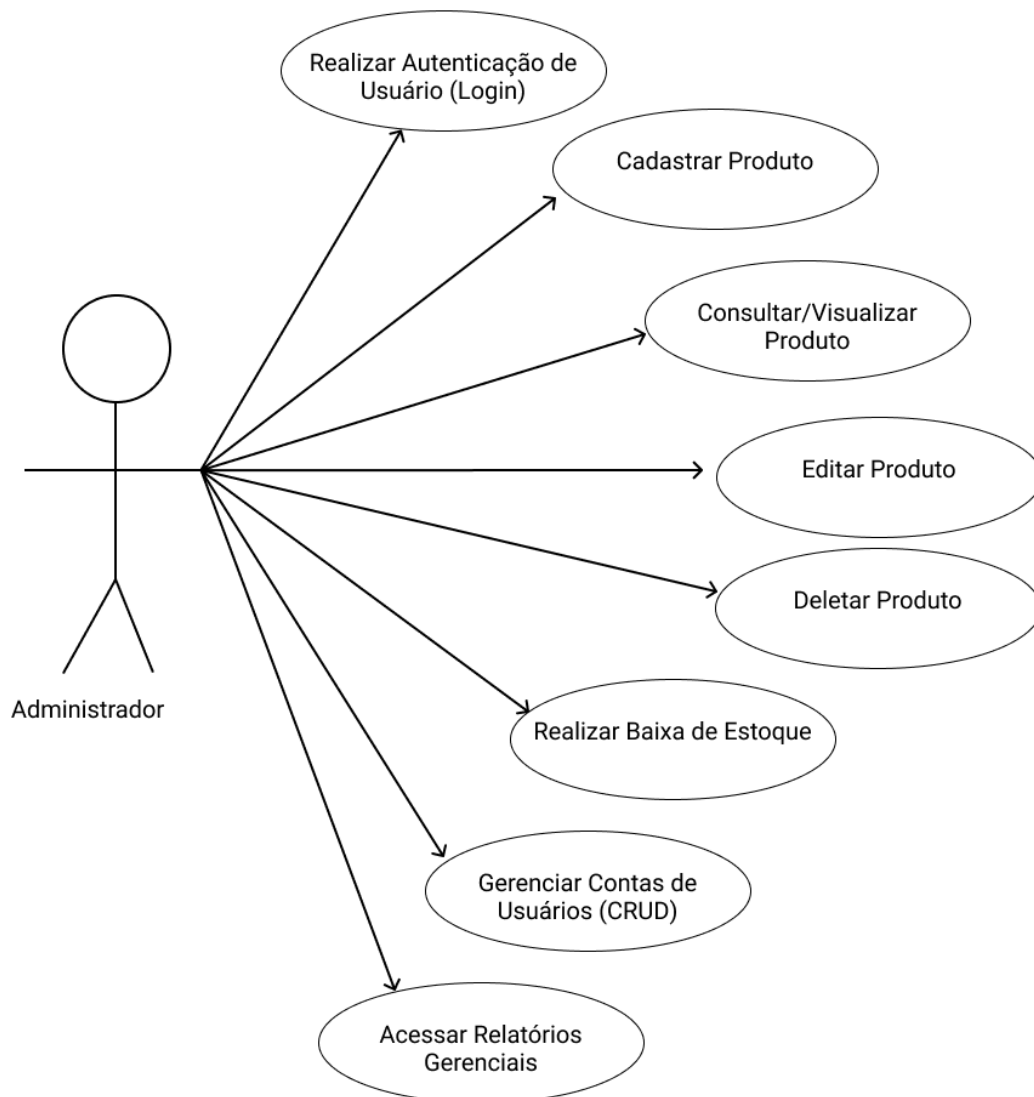 Realizar Autenticação de
Usuário (Login)
Cadastrar Produto
Consultar/Visualizar
Produto
Editar Produto
Deletar Produto
Administrador
Realizar Baixa de Estoque
Gerenciar Contas de
Usuários (CRUD)
Acessar Relatórios
Gerenciais